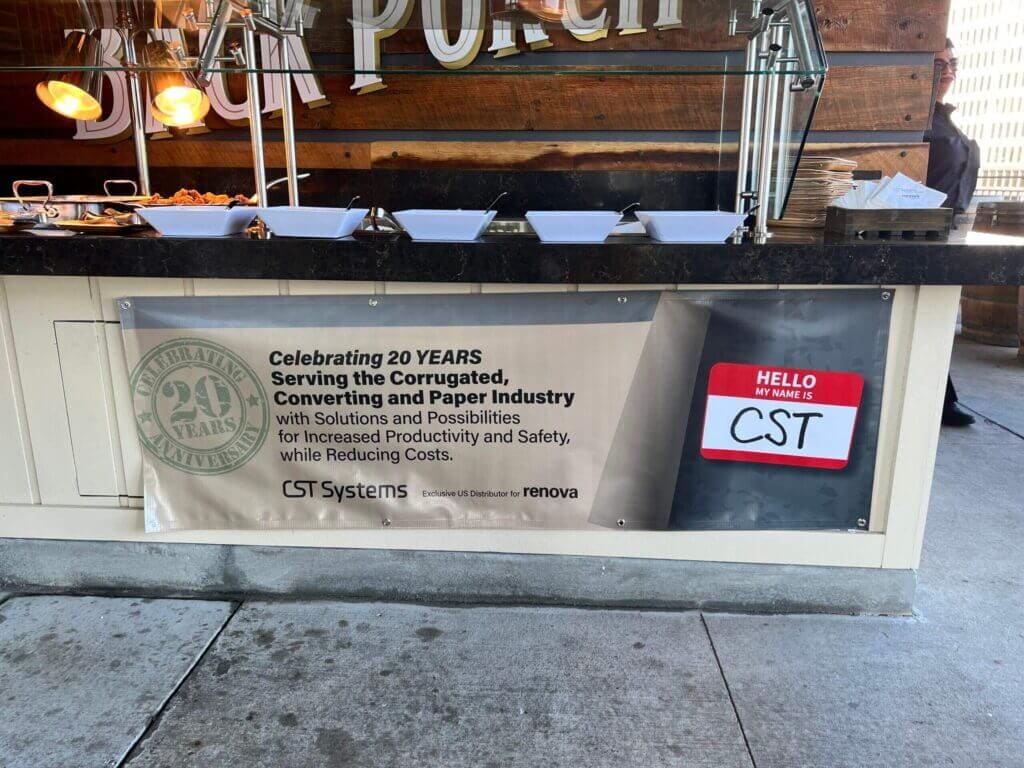 BACK PORCH
CELEBRATING
20
YEARS
ANNIVERSARY
Celebrating 20 YEARS
Serving the Corrugated,
Converting and Paper Industry
with Solutions and Possibilities
for Increased Productivity and Safety,
while Reducing Costs.
CST Systems Exclusive US Distributor for renova
HELLO
MY NAME IS
CST